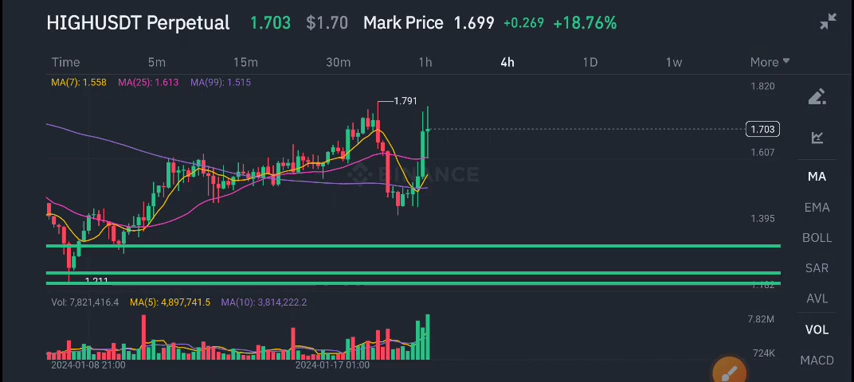 HIGHUSDT Perpetual 1.703 $1.70 Mark Price 1.699 +0.269 +18.76%
Time 5m 15m 30m 1h 4h 1D 1w More
MA(7): 1.558 MA(25): 1.613 MA(99): 1.515
1.820
1.791
1.703
1.607
BINANCE
MA
EMA
1.395
BOLL
SAR
1.211
1.182
AVL
Vol: 7,821,416.4 MA(5): 4,897,741.5 MA(10): 3,814,222.2
7.82M
VOL
724K
MACD
2024-01-08 21:00 2024-01-17 01:00